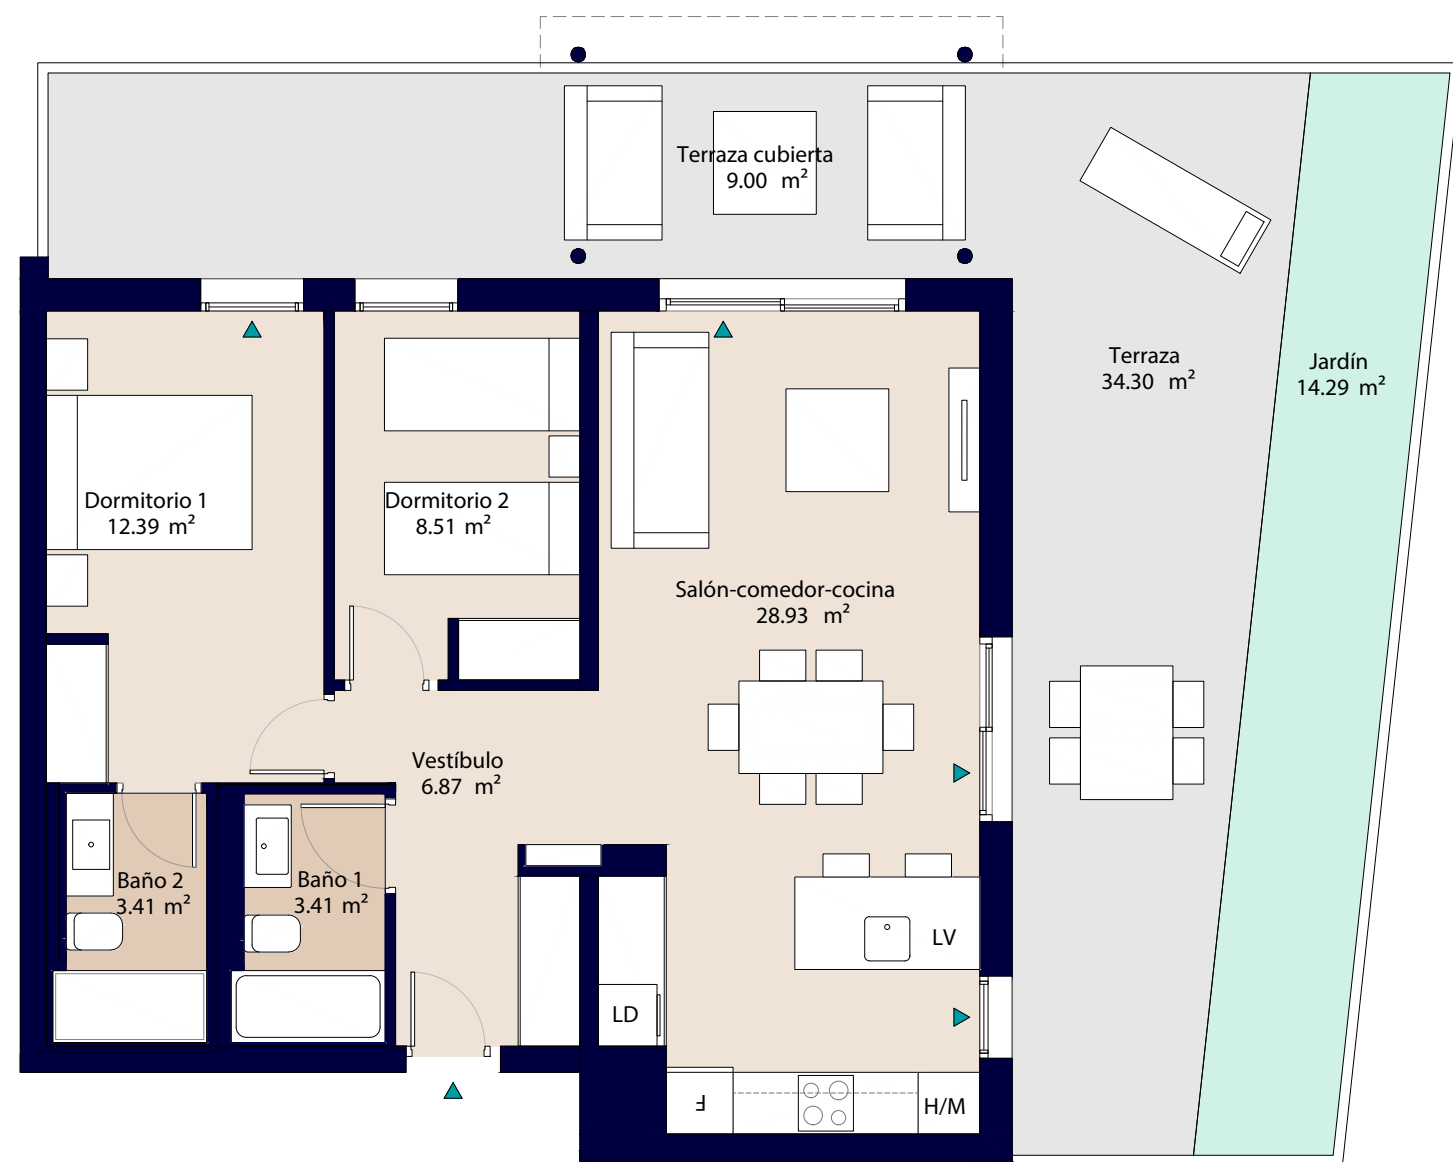 Terraza cubierta
9.00 m²
Terraza
34.30 m²
Jardín
14.29 m²
Dormitorio 1
12.39 m²
Dormitorio 2
8.51 m²
Salón-comedor-cocina
28.93 m²
Vestíbulo
6.87 m²
Baño 2
3.41 m²
Baño 1
3.41 m²
LV
LD
F
H/M